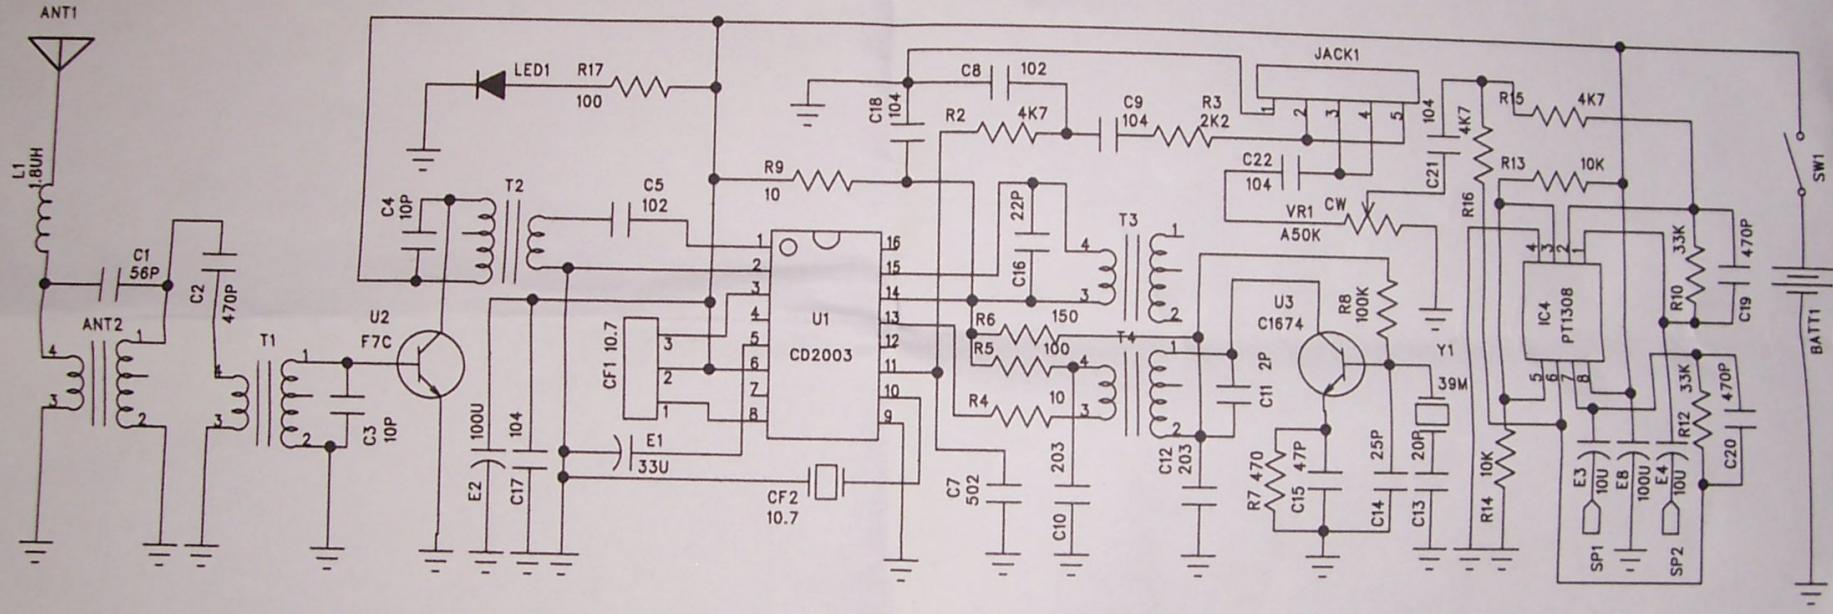 ANT1
L1
1.8UH
C1
56P
C2
470P
ANT2
4
3
1
2
T1
4
3
1
2
C3
10P
U2
F7C
C4
10P
LED1
R17
100
T2
C5
102
R9
10
E2
100U
C17
104
CF1 10.7
3
2
1
E1
33U
CF2
10.7
U1
CD2003
1
2
3
4
5
6
7
8
16
15
14
13
12
11
10
9
C18
104
C8
102
R2
4K7
C9
104
R3
2K2
JACK1
1
2
3
4
5
C22
104
VR1
A50K
CW
C21
104
4K7
R16
R15
4K7
R13
10K
22P
C16
T3
4
3
1
2
R6
150
R5
100
R4
10
T4
4
3
1
2
C7
502
C10
203
C12
203
C11
2P
U3
C1674
R8
100K
Y1
39M
R7 470
C15
47P
C14
25P
C13
20P
R14
10K
IC4
PT1308
4
3
2
1
5
6
7
8
R10
33K
C19
470P
R12
33K
C20
470P
E3
10U
E8
100U
E4
10U
SP1
SP2
SW1
BATT1